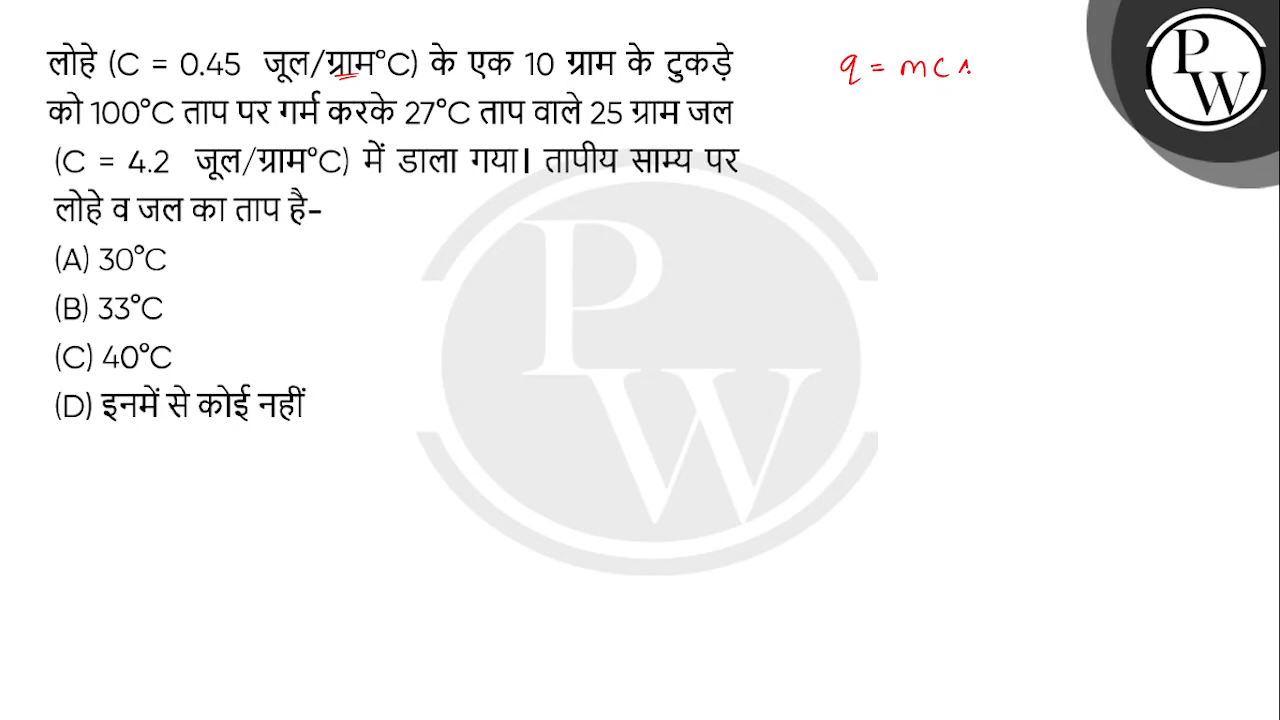 लोहे (C = 0.45 जूल/ग्राम°C) के एक 10 ग्राम के टुकड़े
को 100°C ताप पर गर्म करके 27°C ताप वाले 25 ग्राम जल
(C = 4.2 जूल/ग्राम°C) में डाला गया। तापीय साम्य पर
लोहे व जल का ताप है-
(A) 30°C
(B) 33°C
(C) 40°C
(D) इनमें से कोई नहीं
q = mc
P
W
P
W